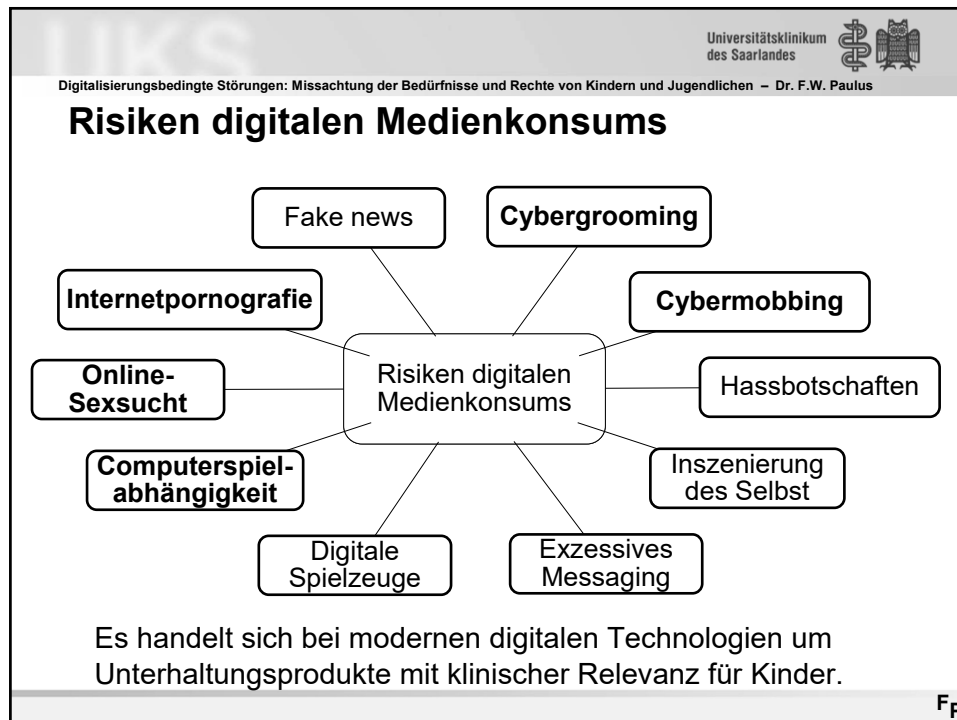 UKS
Universitätsklinikum
des Saarlandes
Digitalisierungsbedingte Störungen: Missachtung der Bedürfnisse und Rechte von Kindern und Jugendlichen – Dr. F.W. Paulus
Risiken digitalen Medienkonsums
Fake news
Cybergrooming
Internetpornografie
Cybermobbing
Online-
Sexsucht
Risiken digitalen
Medienkonsums
Hassbotschaften
Computerspiel-
abhängigkeit
Inszenierung
des Selbst
Digitale
Spielzeuge
Exzessives
Messaging
Es handelt sich bei modernen digitalen Technologien um
Unterhaltungsprodukte mit klinischer Relevanz für Kinder.